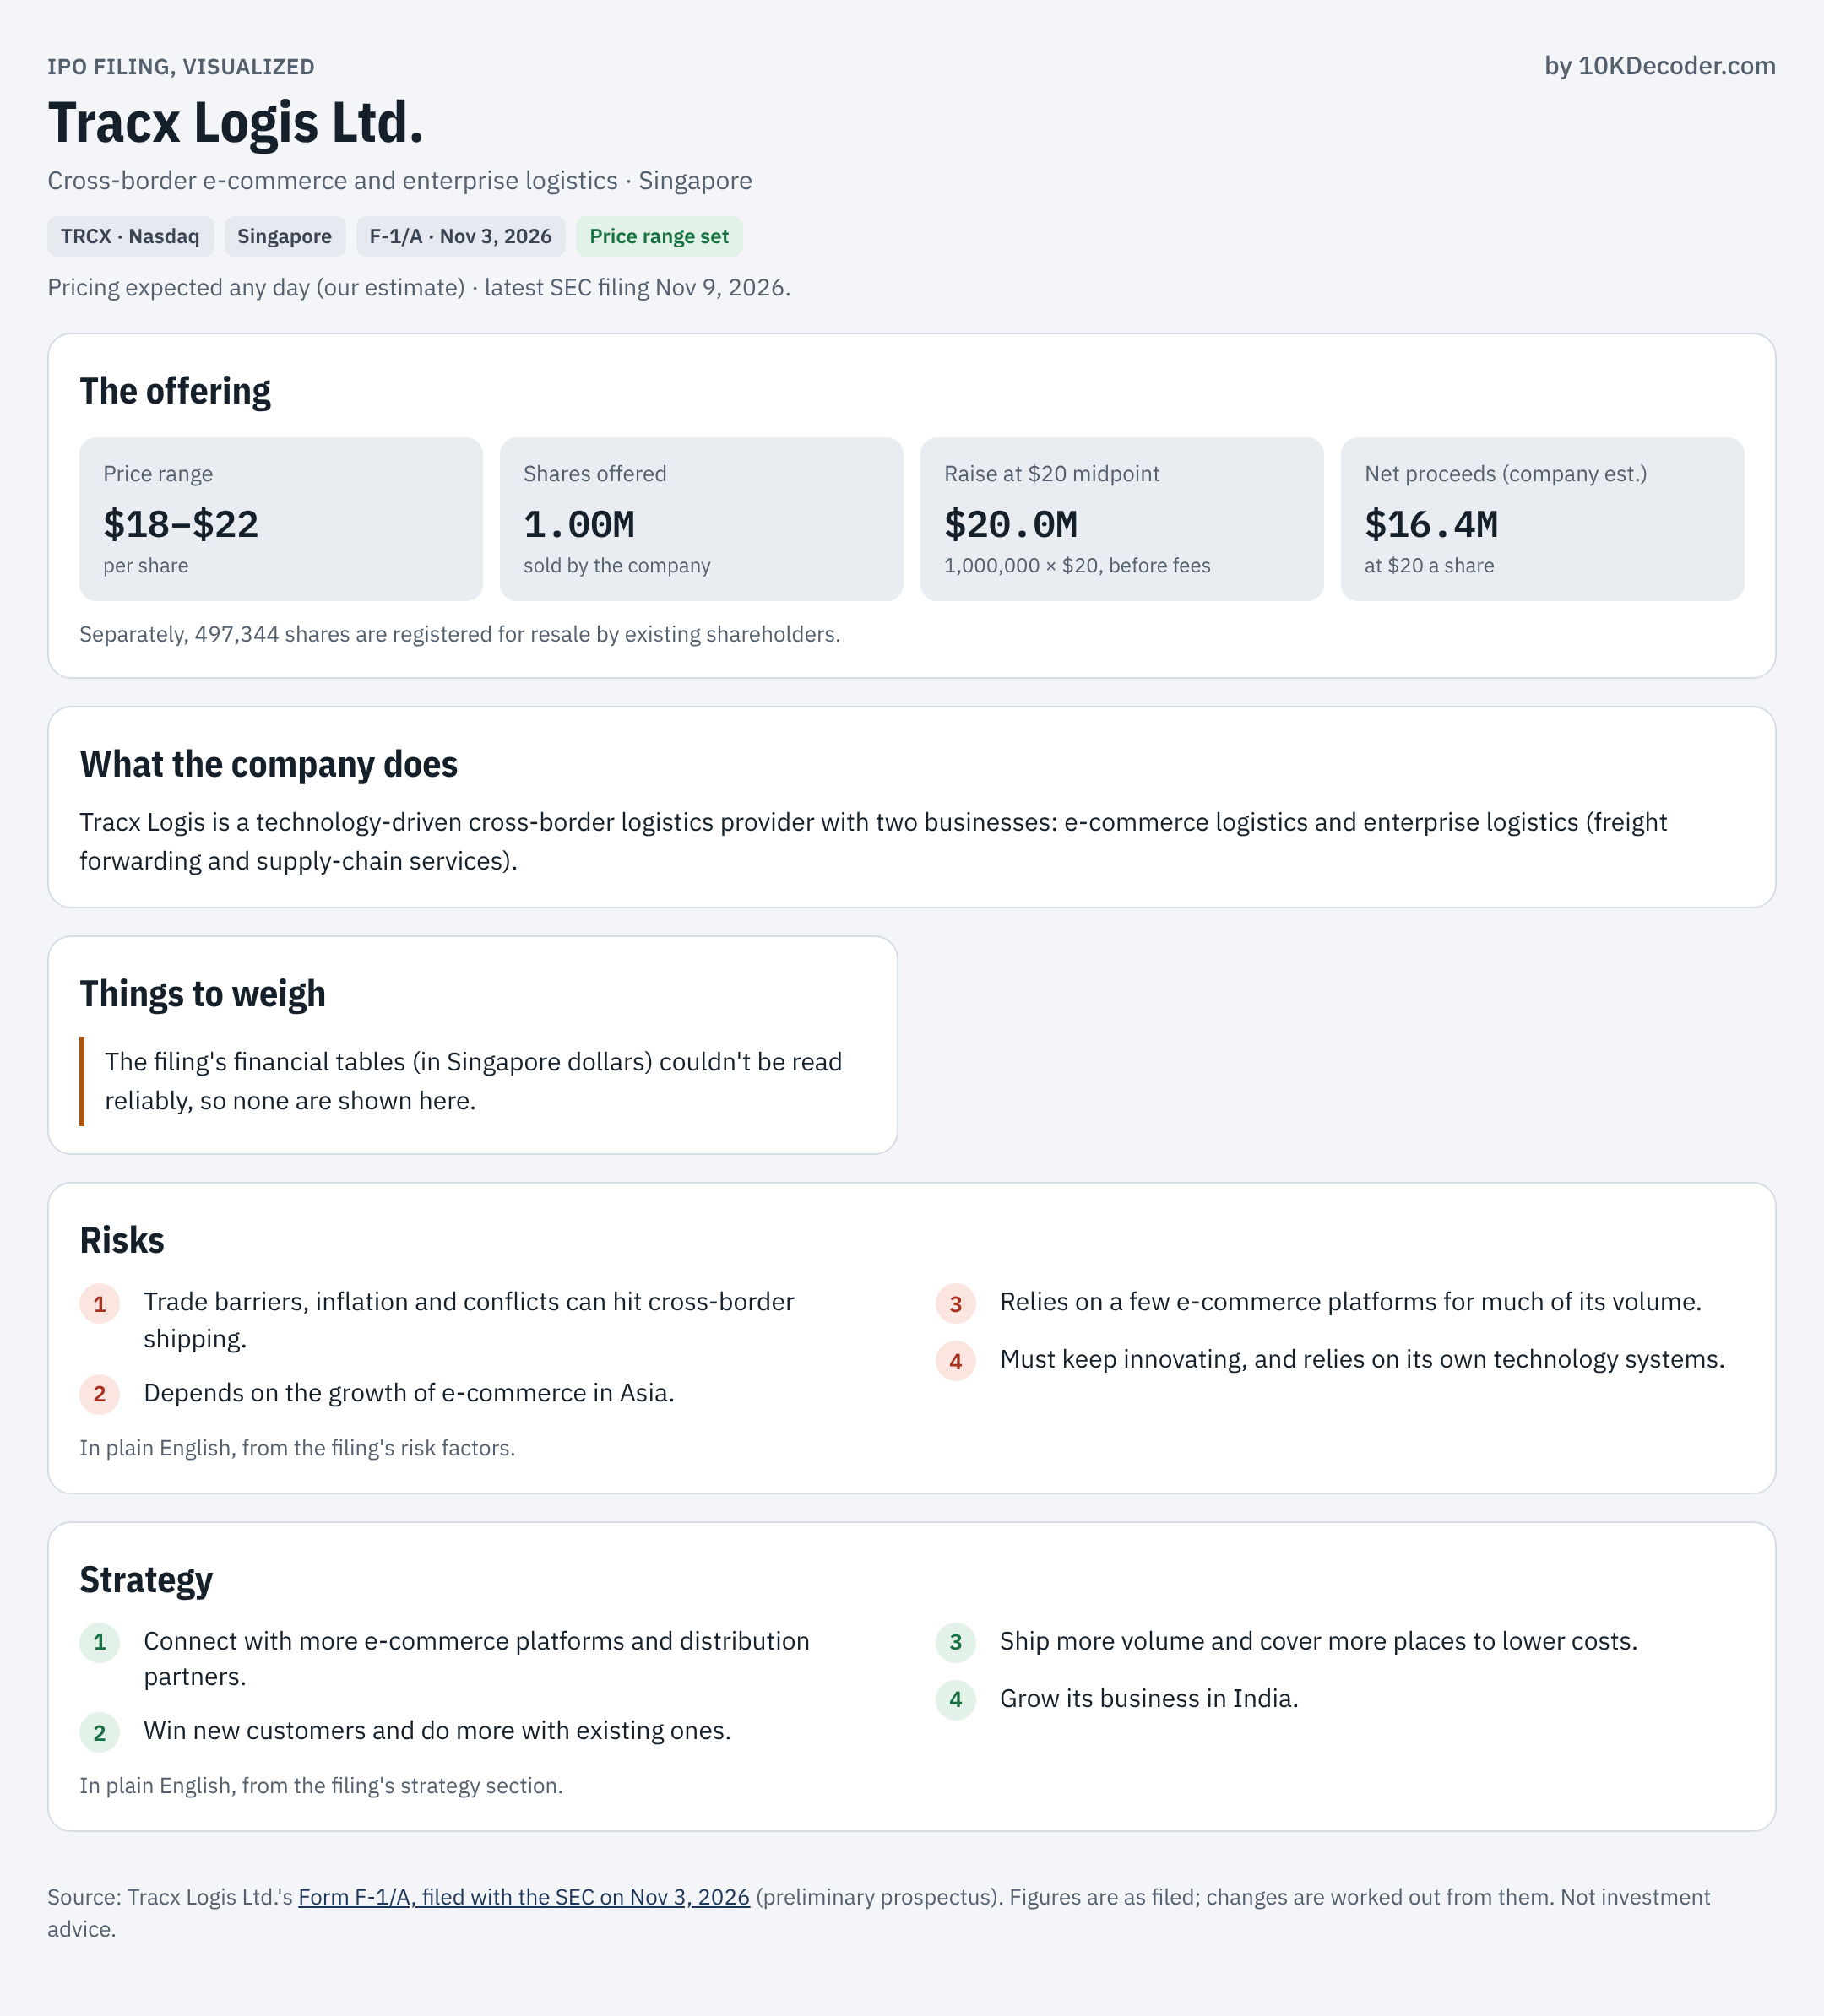 IPO FILING, VISUALIZED
by 10KDecoder.com
Tracx Logis Ltd.
Cross-border e-commerce and enterprise logistics · Singapore
TRCX · Nasdaq
Singapore
F-1/A · Nov 3, 2026
Price range set
Pricing expected any day (our estimate) · latest SEC filing Nov 9, 2026.
The offering
Price range
$18–$22
per share
Shares offered
1.00M
sold by the company
Raise at $20 midpoint
$20.0M
1,000,000 × $20, before fees
Net proceeds (company est.)
$16.4M
at $20 a share
Separately, 497,344 shares are registered for resale by existing shareholders.
What the company does
Tracx Logis is a technology-driven cross-border logistics provider with two businesses: e-commerce logistics and enterprise logistics (freight
forwarding and supply-chain services).
Things to weigh
The filing's financial tables (in Singapore dollars) couldn't be read
reliably, so none are shown here.
Risks
1 Trade barriers, inflation and conflicts can hit cross-border
shipping.
2 Depends on the growth of e-commerce in Asia.
3 Relies on a few e-commerce platforms for much of its volume.
4 Must keep innovating, and relies on its own technology systems.
In plain English, from the filing's risk factors.
Strategy
1 Connect with more e-commerce platforms and distribution
partners.
2 Win new customers and do more with existing ones.
3 Ship more volume and cover more places to lower costs.
4 Grow its business in India.
In plain English, from the filing's strategy section.
Source: Tracx Logis Ltd.'s Form F-1/A, filed with the SEC on Nov 3, 2026 (preliminary prospectus). Figures are as filed; changes are worked out from them. Not investment
advice.